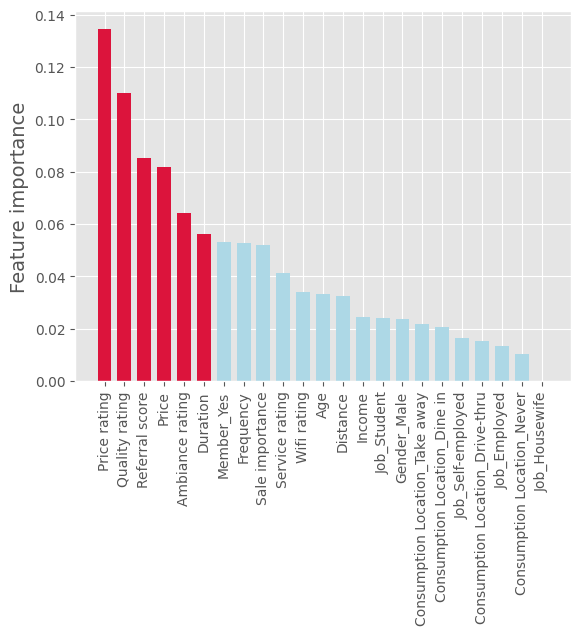 Feature importance
0.14
0.12
0.10
0.08
0.06
0.04
0.02
0.00
Price rating
Quality rating
Referral score
Price
Ambiance rating
Duration
Member_Yes
Frequency
Sale importance
Service rating
Wifi rating
Age
Distance
Income
Job_Student
Gender_Male
Consumption Location_Take away
Consumption Location_Dine in
Job_Self-employed
Consumption Location_Drive-thru
Job_Employed
Consumption Location_Never
Job_Housewife